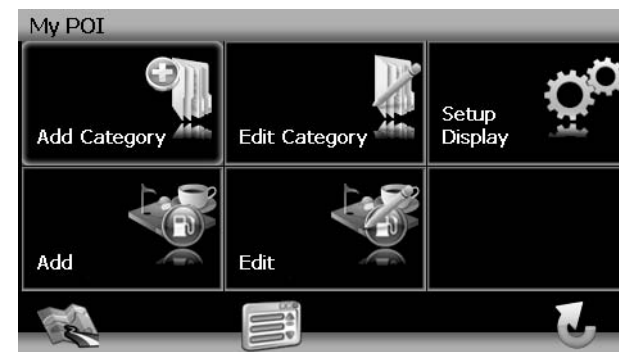 My POI
Add Category
Edit Category
Setup
Display
Add
Edit